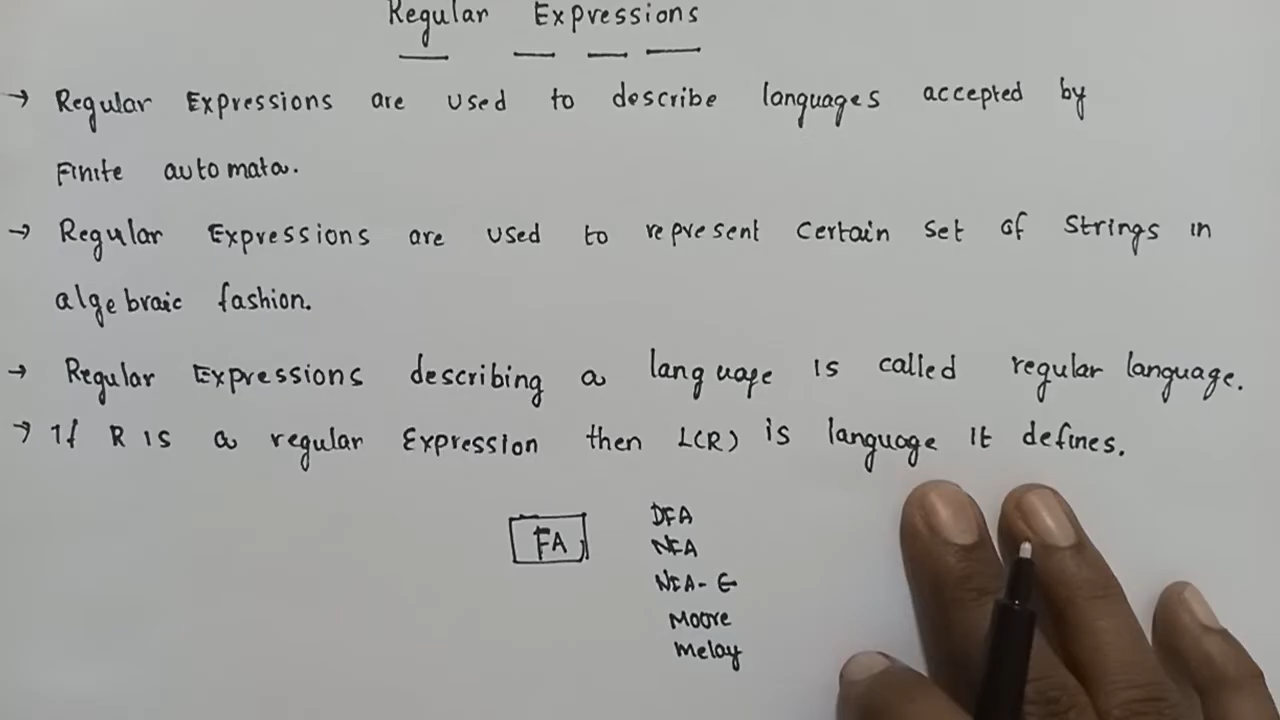 Regular Expressions
→ Regular Expressions are used to describe languages accepted by
Finite automata.
→ Regular Expressions are used to represent certain set of strings in
algebraic fashion.
→ Regular Expressions describing a language is called regular language.
→ If R is a regular Expression then L(R) is language it defines.
FA
DFA
NFA
NFA-ϵ
Moore
Melay